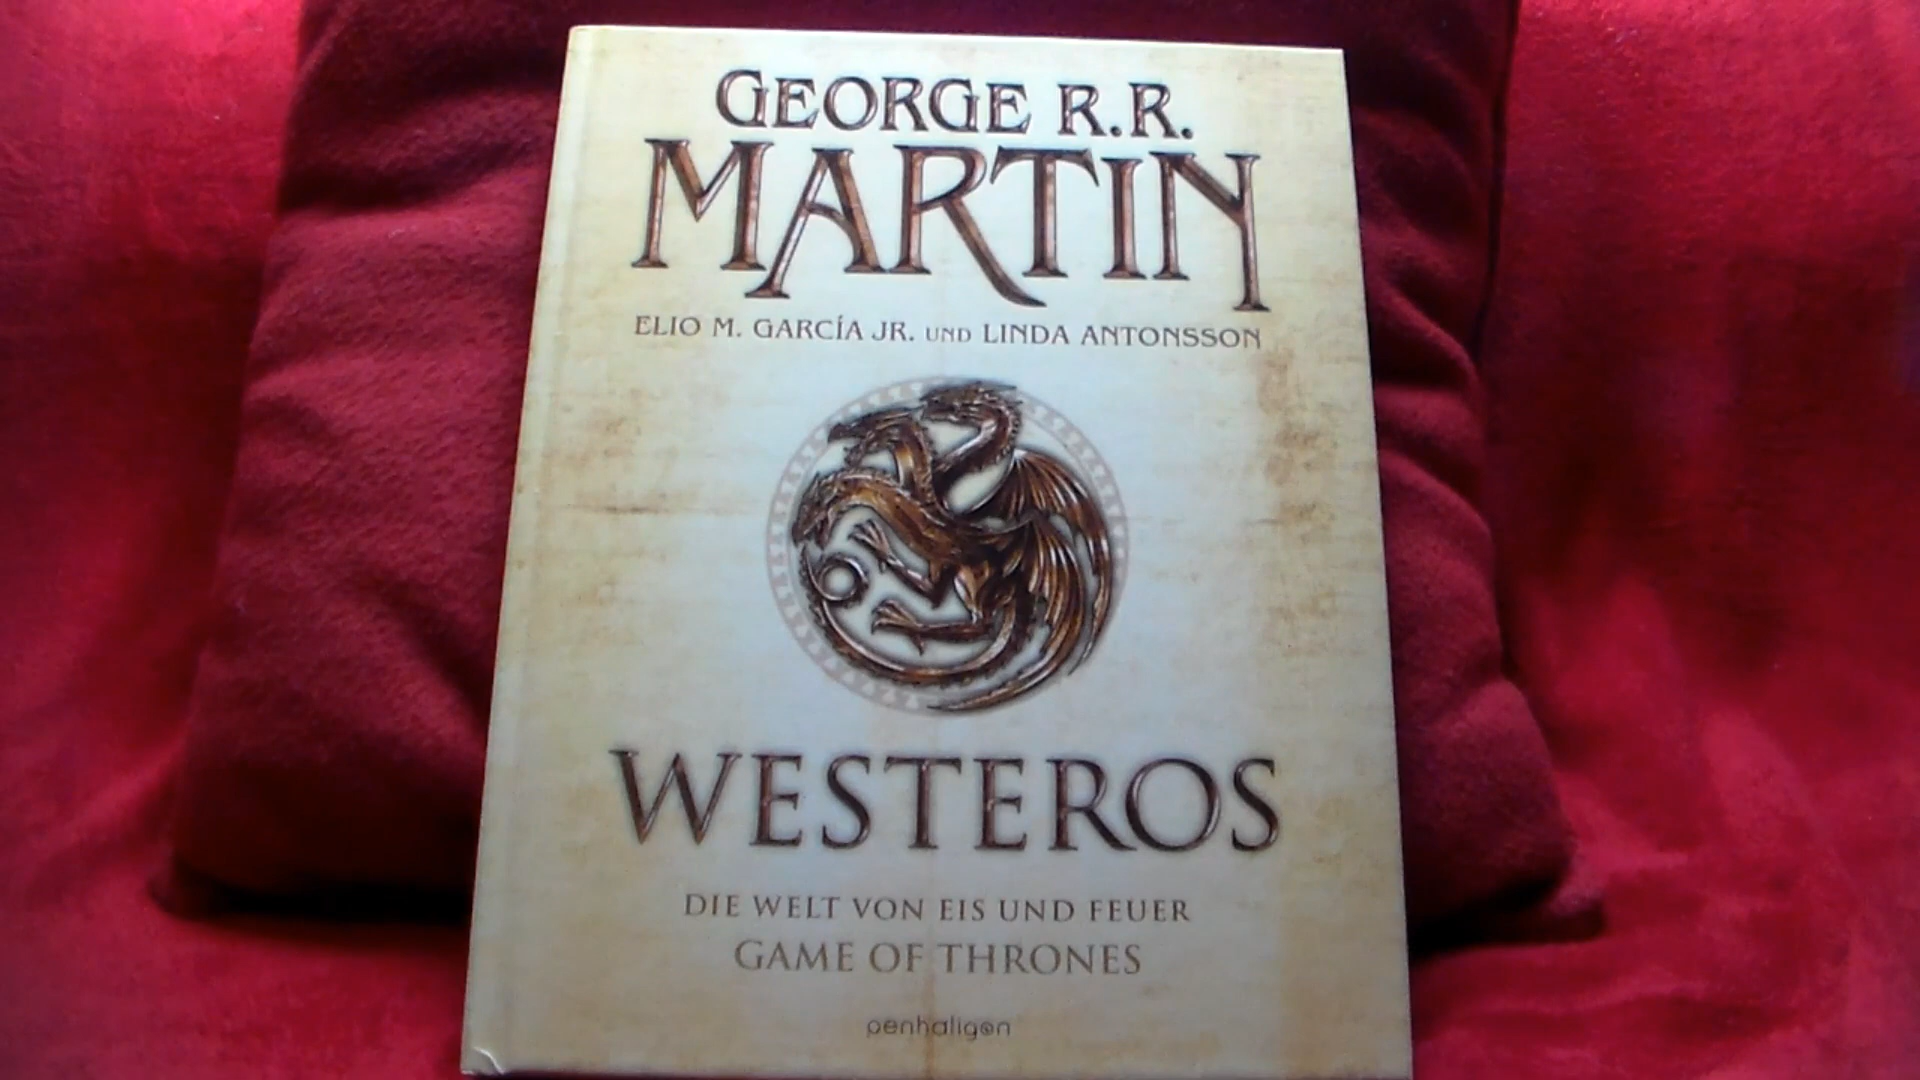 GEORGE R.R.
MARTIN
ELIO M. GARCÍA JR. UND LINDA ANTONSSON
WESTEROS
DIE WELT VON EIS UND FEUER
GAME OF THRONES
penhaligon